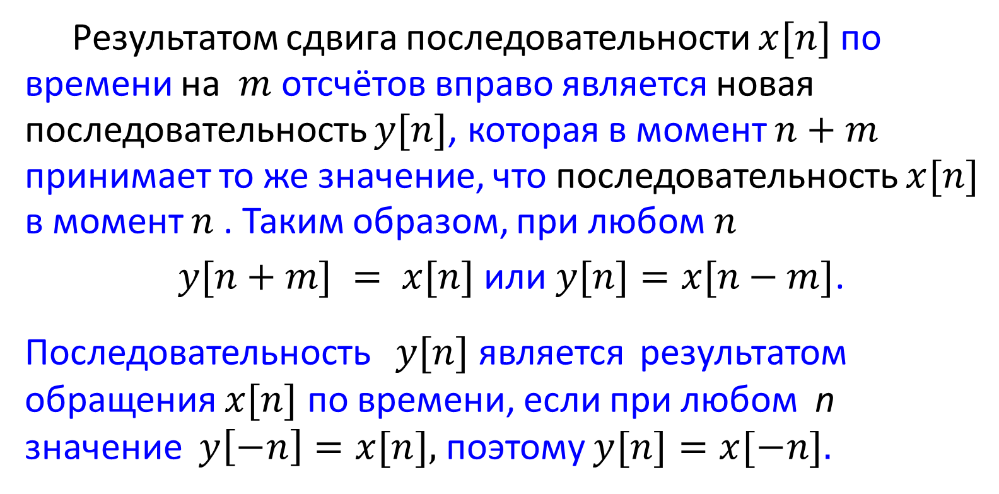 Результатом сдвига последовательности x[n] по
времени на m отсчётов вправо является новая
последовательность y[n], которая в момент n + m
принимает то же значение, что последовательность x[n]
в момент n . Таким образом, при любом n
y[n + m] = x[n] или y[n] = x[n − m].
Последовательность y[n] является результатом
обращения x[n] по времени, если при любом n
значение y[−n] = x[n], поэтому y[n] = x[−n].